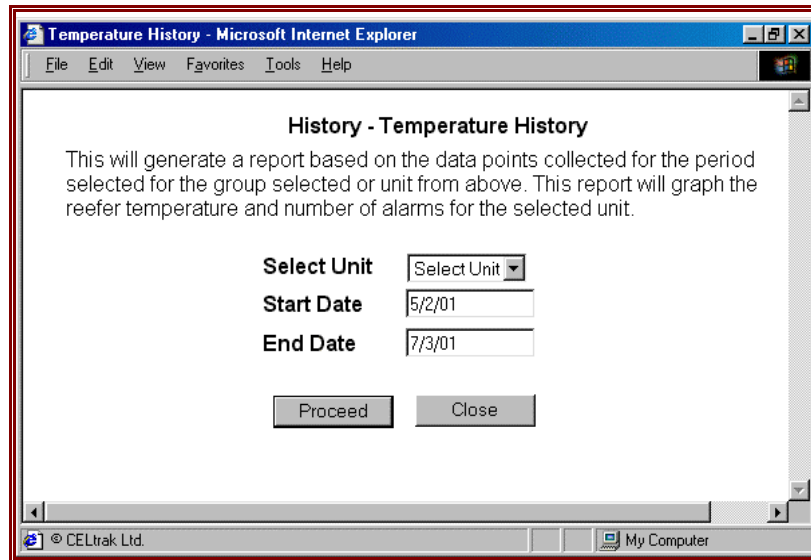 Temperature History - Microsoft Internet Explorer
File Edit View Favorites Tools Help
History - Temperature History
This will generate a report based on the data points collected for the period
selected for the group selected or unit from above. This report will graph the
reefer temperature and number of alarms for the selected unit.
Select Unit Select Unit
Start Date 5/2/01
End Date 7/3/01
Proceed Close
© CELtrak Ltd. My Computer